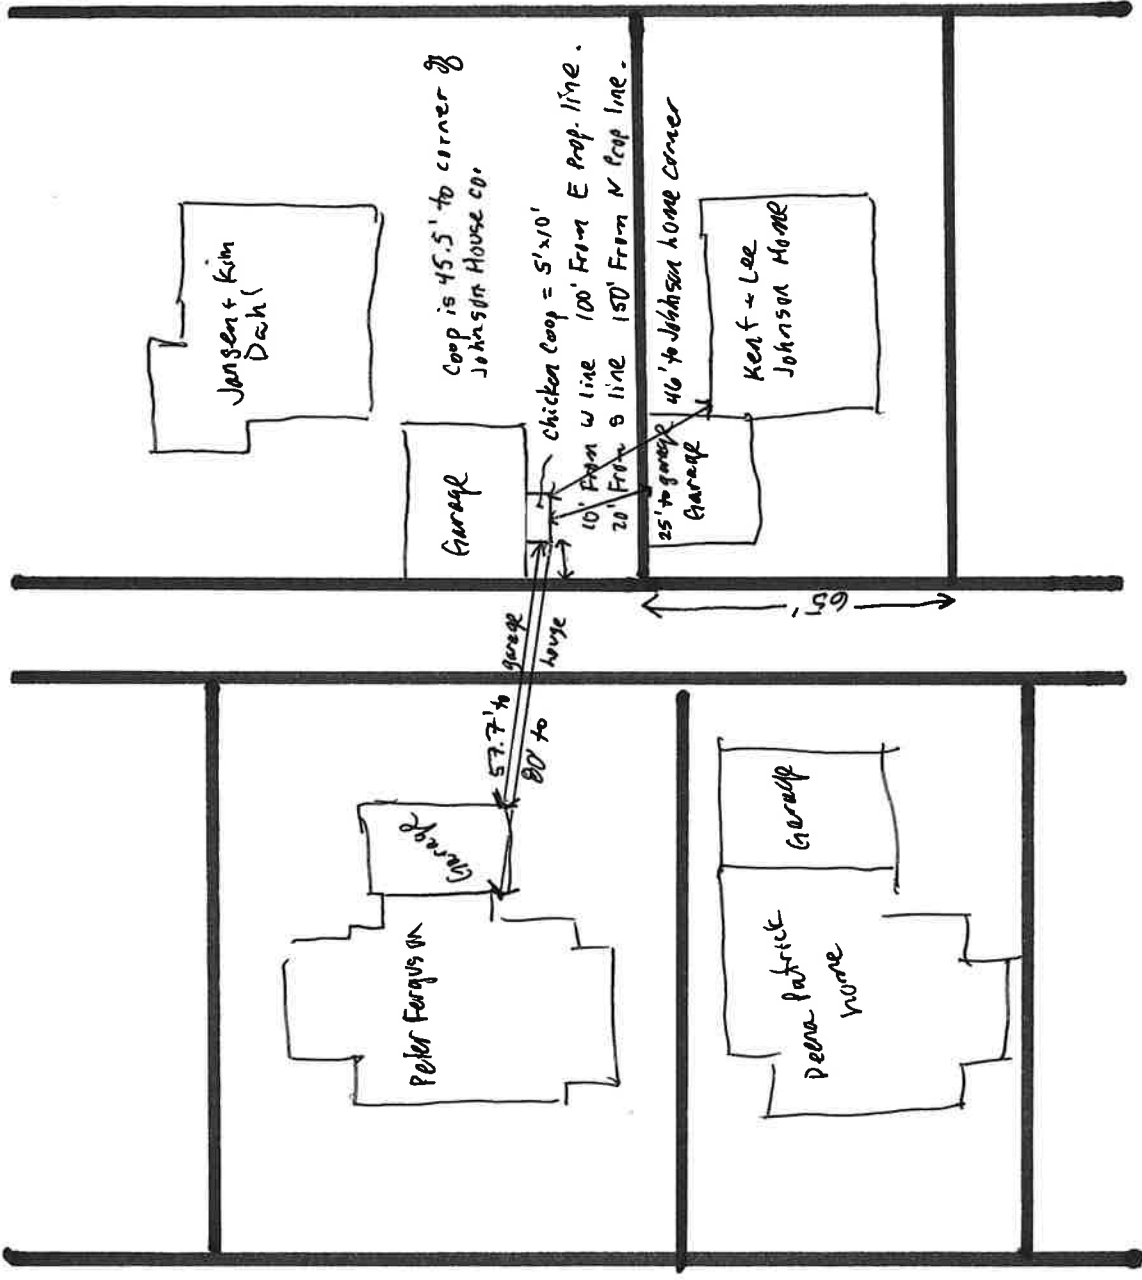 Jansen + Kim
Dahl
Coop is 45.5' to corner of
Johnson House co.
Garage
Chicken Coop = 5'x10'
10' From W line 100' From E Prop. line.
20' From S line 150' From N Prop line.
46' to Johnson home corner
25' to garage
Garage
Kent + Lee
Johnson Home
65'
57.7' to garage
80' to house
Garage
Peter Ferguson
Garage
Deena Patrick
home